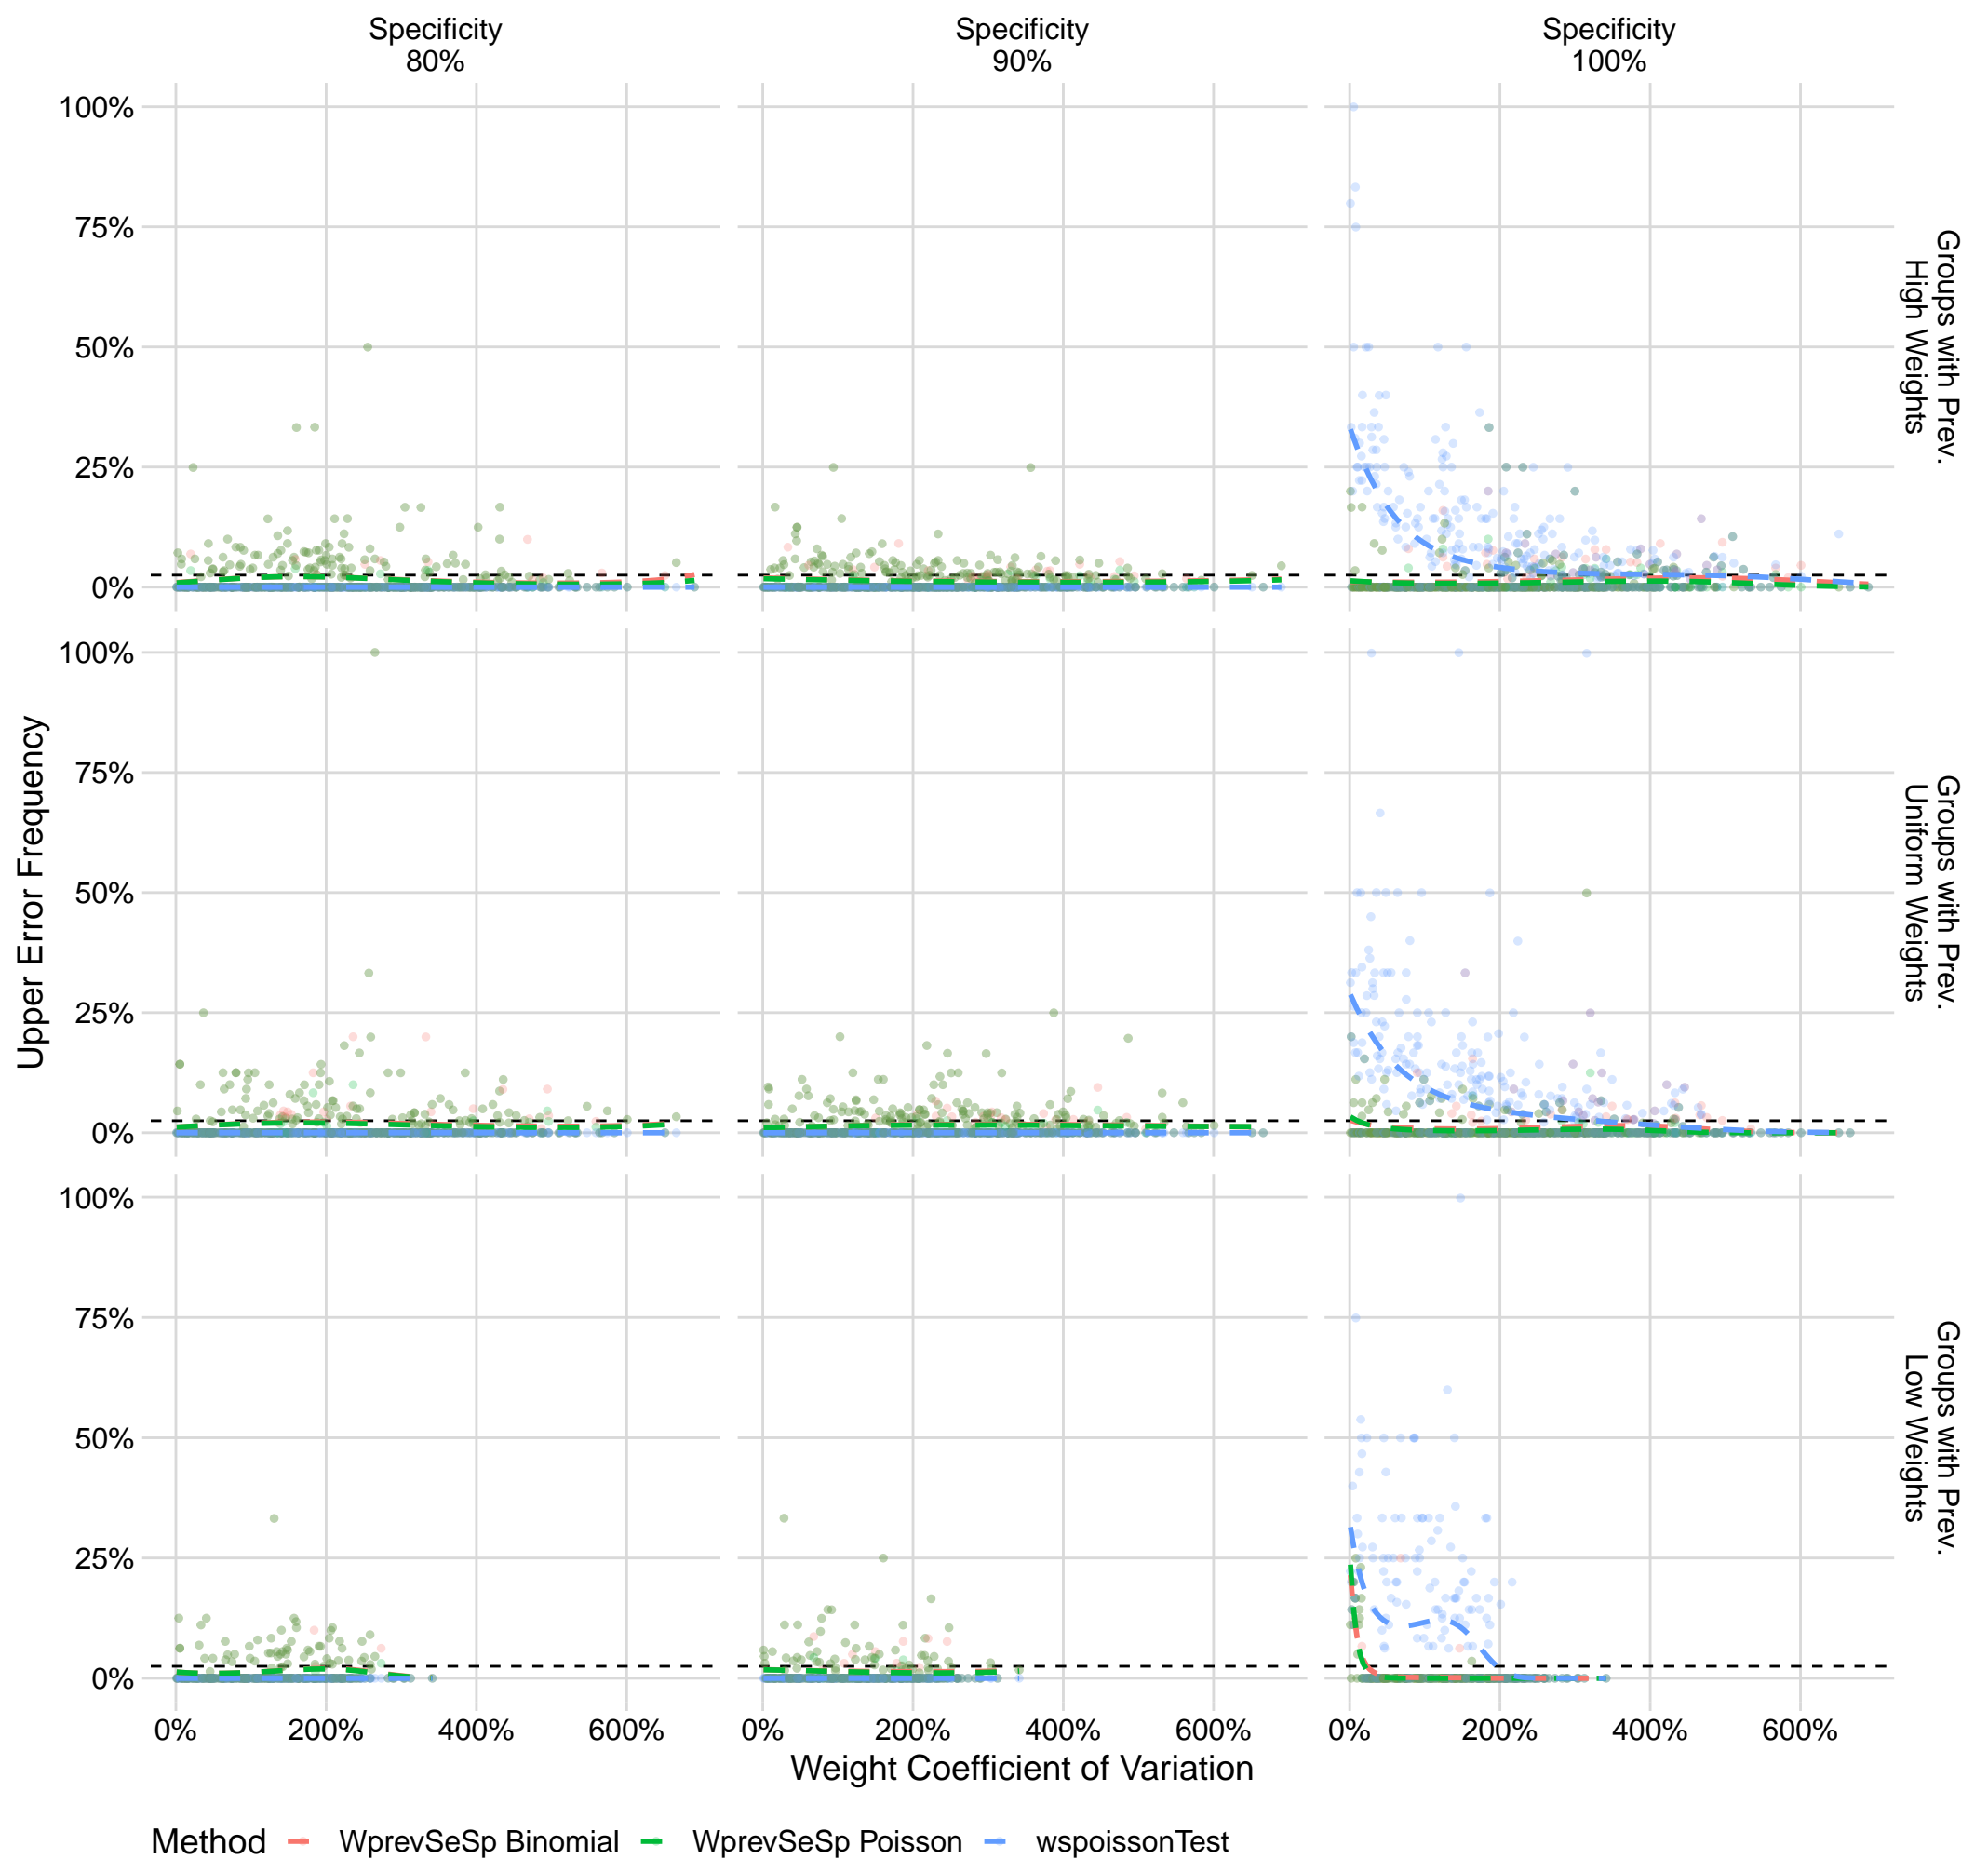 Specificity
80%
Specificity
90%
Specificity
100%
100%
75%
50%
25%
0%
Groups with Prev.
High Weights
100%
75%
50%
25%
0%
Groups with Prev.
Uniform Weights
100%
75%
50%
25%
0%
Groups with Prev.
Low Weights
Upper Error Frequency
0% 200% 400% 600% 0% 200% 400% 600% 0% 200% 400% 600%
Weight Coefficient of Variation
Method WprevSeSp Binomial WprevSeSp Poisson wspoissonTest